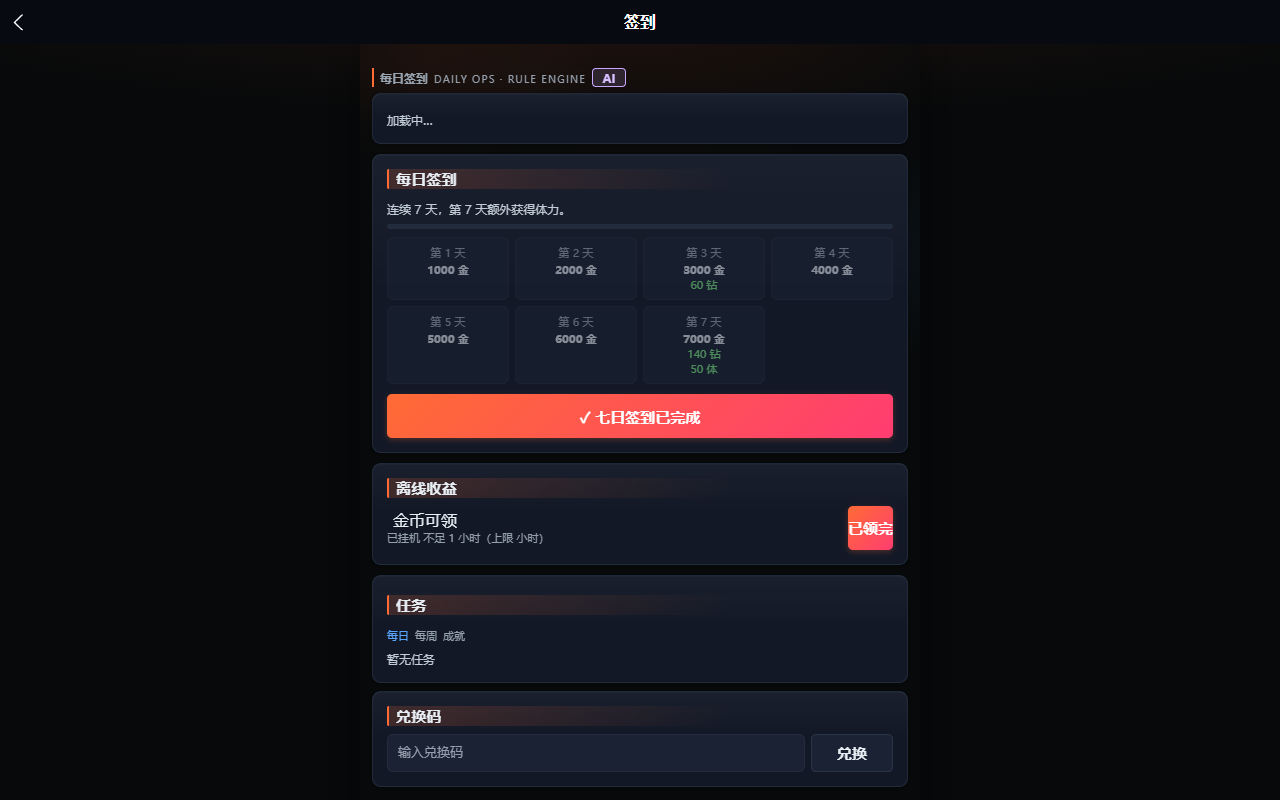 签到
每日签到 DAILY OPS · RULE ENGINE AI
加载中...
每日签到
连续 7 天，第 7 天额外获得体力。
第 1 天
1000 金
第 2 天
2000 金
第 3 天
3000 金
60 钻
第 4 天
4000 金
第 5 天
5000 金
第 6 天
6000 金
第 7 天
7000 金
140 钻
50 体
✓ 七日签到已完成
离线收益
金币可领
已挂机 不足 1 小时（上限 小时）
已领完
任务
每日 每周 成就
暂无任务
兑换码
输入兑换码
兑换